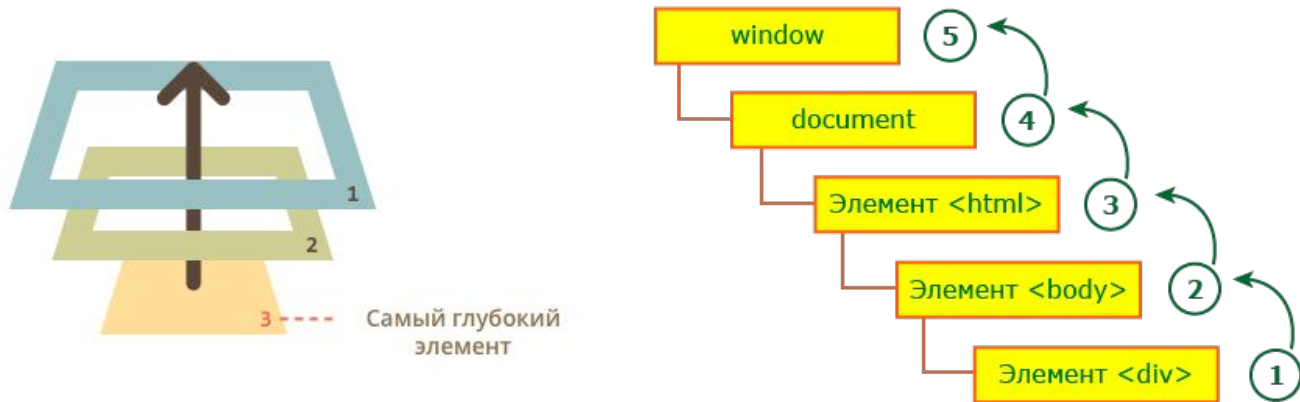 1
2
3
Самый глубокий
элемент
window
5
document
4
Элемент <html>
3
Элемент <body>
2
Элемент <div>
1